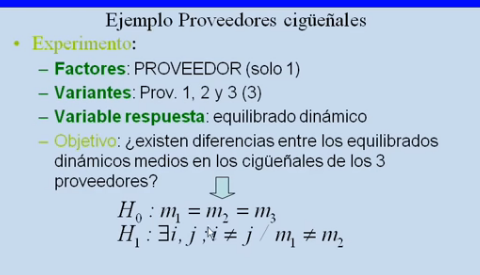 Ejemplo Proveedores cigüeñales
• Experimento:
– Factores: PROVEEDOR (solo 1)
– Variantes: Prov. 1, 2 y 3 (3)
– Variable respuesta: equilibrado dinámico
– Objetivo: ¿existen diferencias entre los equilibrados
dinámicos medios en los cigüeñales de los 3
proveedores?
H₀ : m₁ = m₂ = m₃
H₁ : ∃i, j , i ≠ j / m₁ ≠ m₂